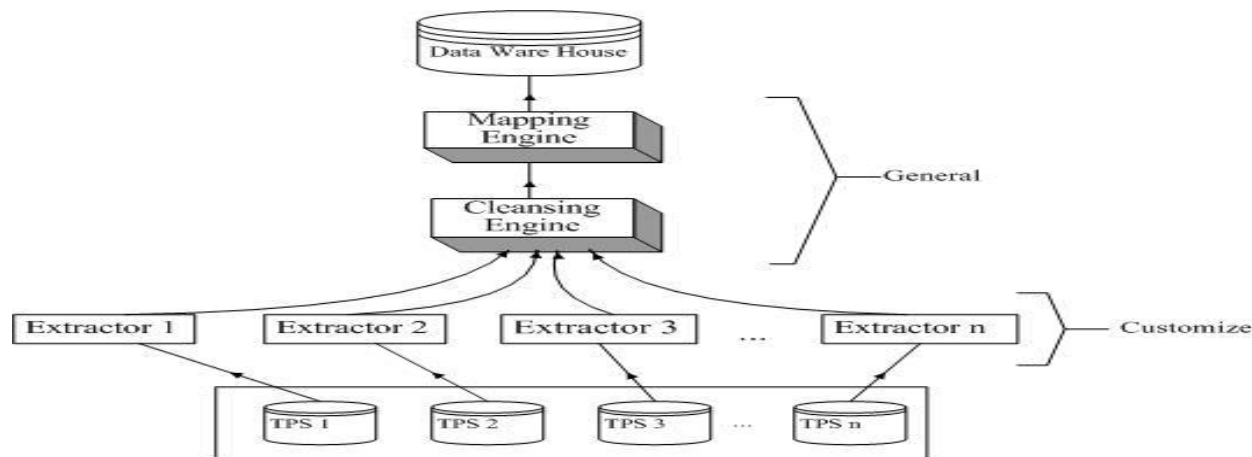 Data Ware House
Mapping
Engine
General
Cleansing
Engine
Extractor 1
Extractor 2
Extractor 3
...
Extractor n
Customize
TPS 1
TPS 2
TPS 3
...
TPS n